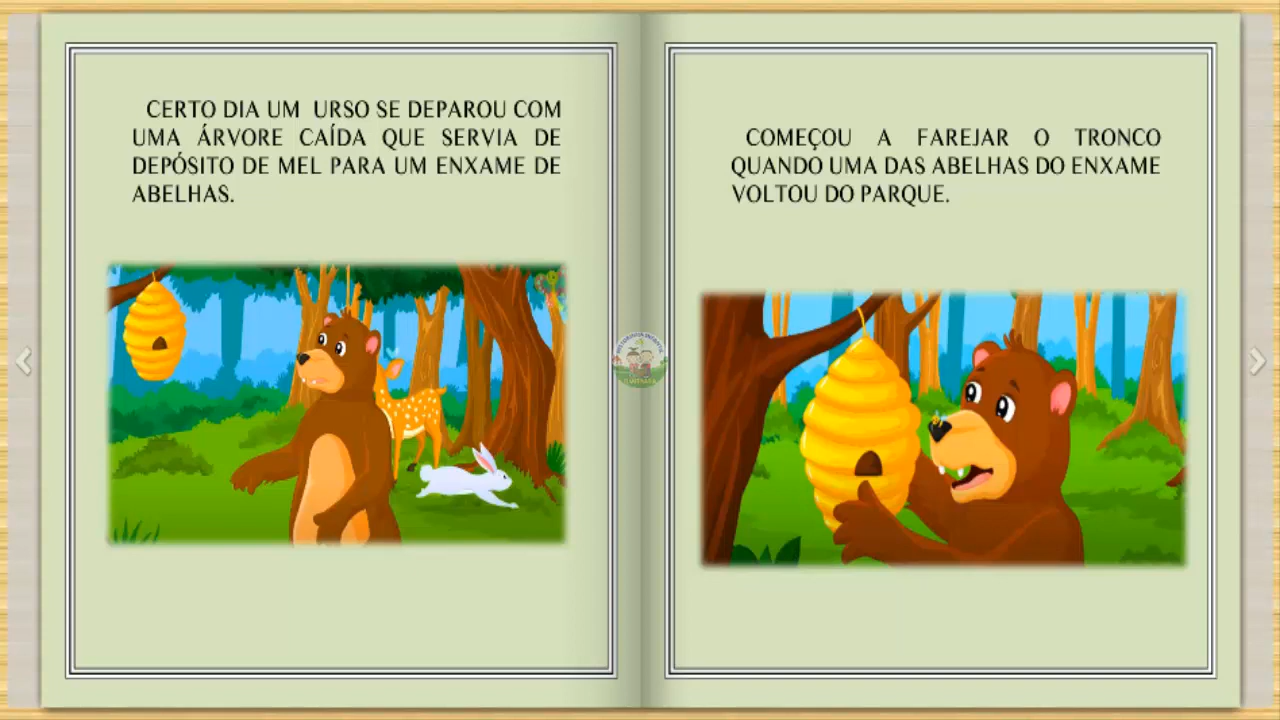 CERTO DIA UM URSO SE DEPAROU COM
UMA ÁRVORE CAÍDA QUE SERVIA DE
DEPÓSITO DE MEL PARA UM ENXAME DE
ABELHAS.
COMEÇOU A FAREJAR O TRONCO
QUANDO UMA DAS ABELHAS DO ENXAME
VOLTOU DO PARQUE.